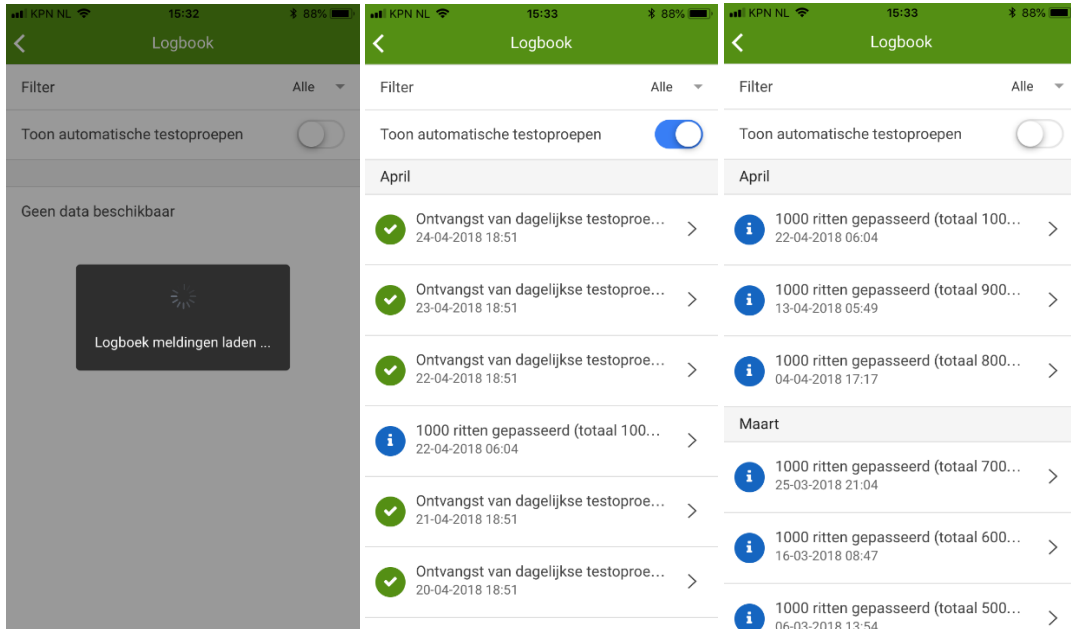 KPN NL 15:32 88%
Logbook
Filter Alle
Toon automatische testoproepen
Geen data beschikbaar
Logboek meldingen laden ...
KPN NL 15:33 88%
Logbook
Filter Alle
Toon automatische testoproepen
April
Ontvangst van dagelijkse testoproe...
24-04-2018 18:51
Ontvangst van dagelijkse testoproe...
23-04-2018 18:51
Ontvangst van dagelijkse testoproe...
22-04-2018 18:51
1000 ritten gepasseerd (totaal 100...
22-04-2018 06:04
Ontvangst van dagelijkse testoproe...
21-04-2018 18:51
Ontvangst van dagelijkse testoproe...
20-04-2018 18:51
KPN NL 15:33 88%
Logbook
Filter Alle
Toon automatische testoproepen
April
1000 ritten gepasseerd (totaal 100...
22-04-2018 06:04
1000 ritten gepasseerd (totaal 900...
13-04-2018 05:49
1000 ritten gepasseerd (totaal 800...
04-04-2018 17:17
Maart
1000 ritten gepasseerd (totaal 700...
25-03-2018 21:04
1000 ritten gepasseerd (totaal 600...
16-03-2018 08:47
1000 ritten gepasseerd (totaal 500...
06-03-2018 13:54